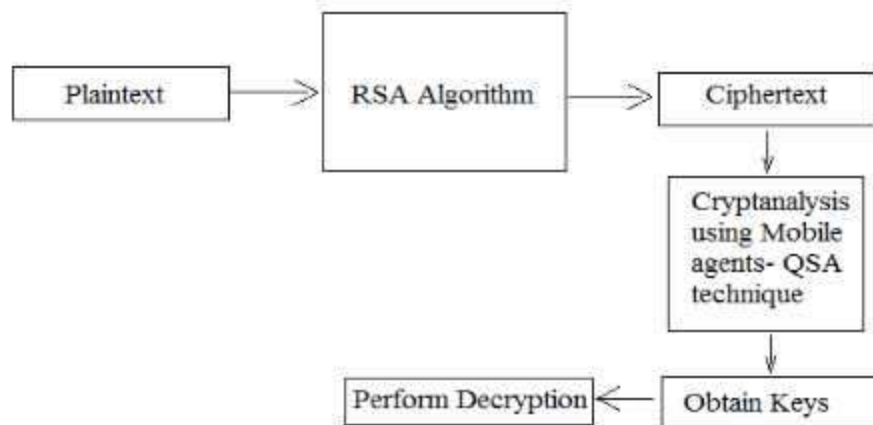 Plaintext
RSA Algorithm
Ciphertext
Cryptanalysis
using Mobile
agents- QSA
technique
Obtain Keys
Perform Decryption